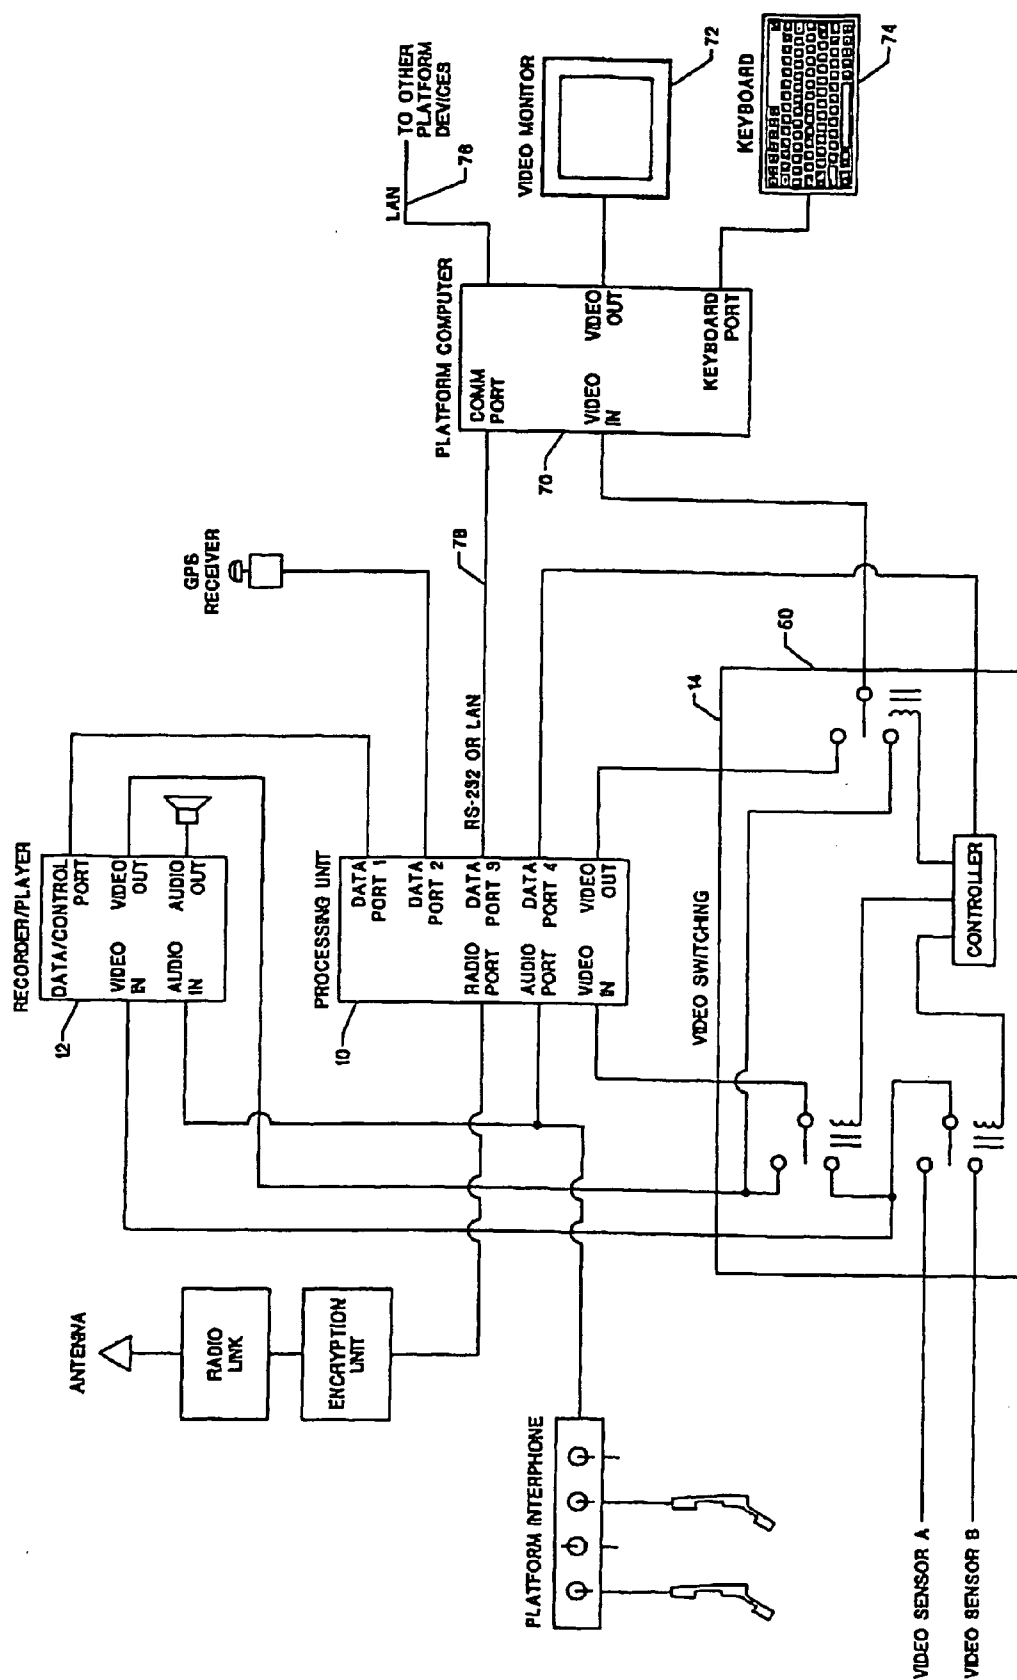 ANTENNA
RADIO
LINK
ENCRYPTION
UNIT
PLATFORM INTERPHONE
VIDEO SENSOR A
VIDEO SENSOR B
RECORDER/PLAYER
DATA/CONTROL
PORT
VIDEO
IN
VIDEO
OUT
AUDIO
IN
AUDIO
OUT
12
PROCESSING UNIT
DATA
PORT 1
DATA
PORT 2
RADIO
PORT
DATA
PORT 3
AUDIO
PORT
DATA
PORT 4
VIDEO
IN
VIDEO
OUT
10
VIDEO SWITCHING
14
60
CONTROLLER
GPS
RECEIVER
RS-232 OR LAN
78
PLATFORM COMPUTER
COMM
PORT
VIDEO
IN
VIDEO
OUT
KEYBOARD
PORT
70
LAN
TO OTHER
PLATFORM
DEVICES
76
VIDEO MONITOR
72
KEYBOARD
74